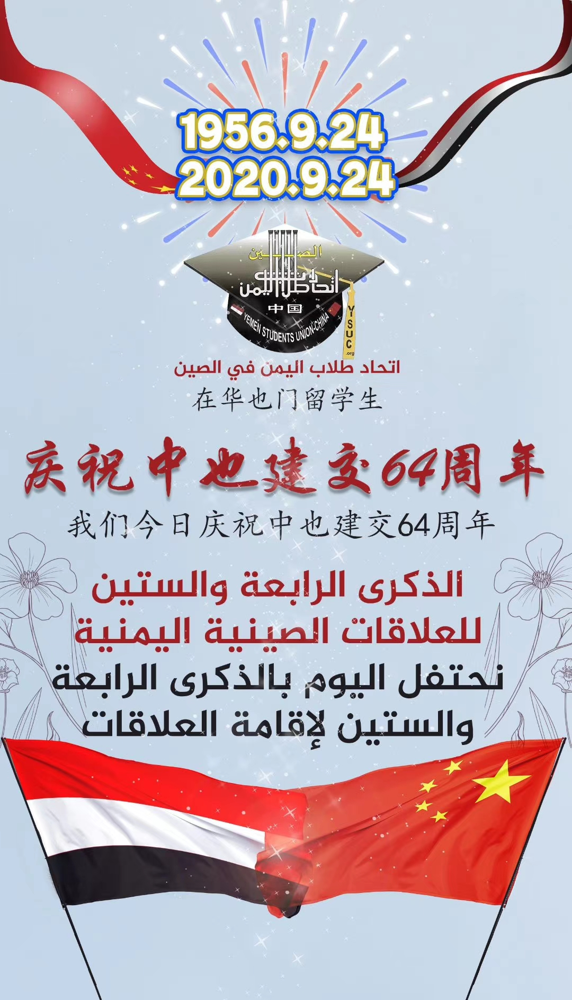 1956.9.24
2020.9.24
الصين
اتحاد طلاب اليمن
中国
YEMEN STUDENTS UNION-CHINA
YSUC
.org
اتحاد طلاب اليمن في الصين
在华也门留学生
庆祝中也建交64周年
我们今日庆祝中也建交64周年
الذكرى الرابعة والستين
للعلاقات الصينية اليمنية
نحتفل اليوم بالذكرى الرابعة
والستين لإقامة العلاقات